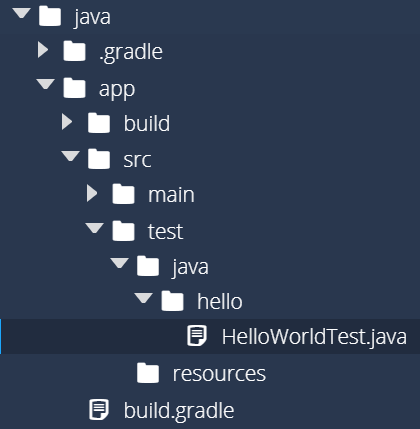 java
.gradle
app
build
src
main
test
java
hello
HelloWorldTest.java
resources
build.gradle